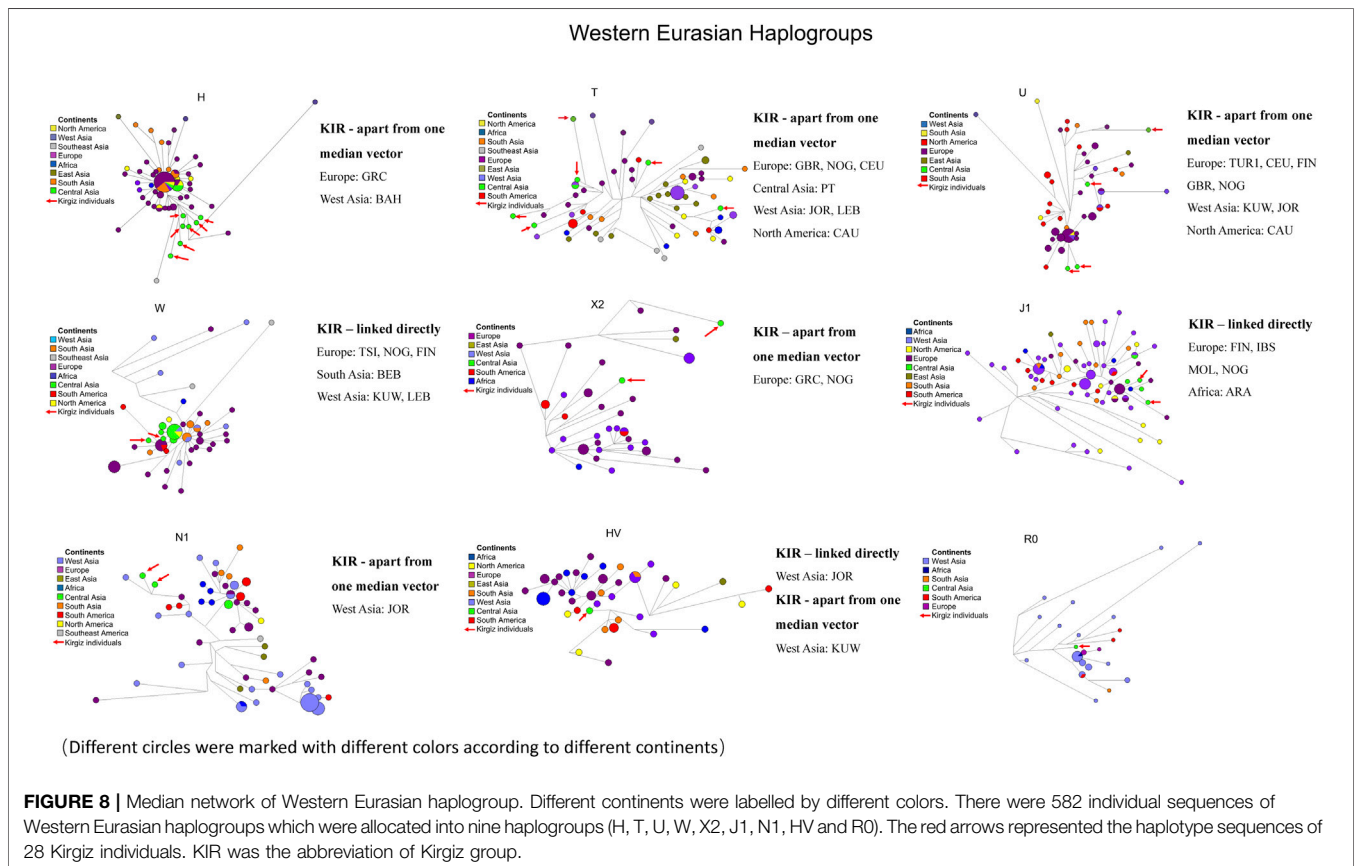 Western Eurasian Haplogroups
H
Continents
North America
West Asia
Southeast Asia
Europe
Africa
East Asia
South Asia
Central Asia
Kirgiz individuals
KIR - apart from one
median vector
Europe: GRC
West Asia: BAH
T
Continents
North America
Africa
South Asia
Southeast Asia
Europe
East Asia
West Asia
Central Asia
South America
Kirgiz individuals
KIR - apart from one
median vector
Europe: GBR, NOG, CEU
Central Asia: PT
West Asia: JOR, LEB
North America: CAU
U
Continents
West Asia
South Asia
North America
Europe
East Asia
Central Asia
South Asia
Kirgiz individuals
KIR - apart from one
median vector
Europe: TUR1, CEU, FIN
GBR, NOG
West Asia: KUW, JOR
North America: CAU
W
Continents
West Asia
South Asia
Southeast Asia
Europe
Africa
Central Asia
East Asia
South America
North America
Kirgiz individuals
KIR – linked directly
Europe: TSI, NOG, FIN
South Asia: BEB
West Asia: KUW, LEB
X2
Continents
Europe
East Asia
West Asia
Central Asia
South America
Africa
Kirgiz individuals
KIR – apart from
one median vector
Europe: GRC, NOG
J1
Continents
Africa
West Asia
North America
Europe
Central Asia
East Asia
South Asia
South America
Kirgiz individuals
KIR – linked directly
Europe: FIN, IBS
MOL, NOG
Africa: ARA
N1
Continents
West Asia
Europe
East Asia
Africa
Central Asia
South Asia
South America
North America
Southeast America
Kirgiz individuals
KIR - apart from
one median vector
West Asia: JOR
HV
Continents
Africa
North America
Europe
East Asia
South Asia
West Asia
Central Asia
South America
Kirgiz individuals
KIR – linked directly
West Asia: JOR
KIR - apart from one
median vector
West Asia: KUW
R0
Continents
West Asia
Africa
South Asia
Central Asia
South America
Europe
Kirgiz individuals
(Different circles were marked with different colors according to different continents)
FIGURE 8 | Median network of Western Eurasian haplogroup. Different continents were labelled by different colors. There were 582 individual sequences of
Western Eurasian haplogroups which were allocated into nine haplogroups (H, T, U, W, X2, J1, N1, HV and R0). The red arrows represented the haplotype sequences of
28 Kirgiz individuals. KIR was the abbreviation of Kirgiz group.